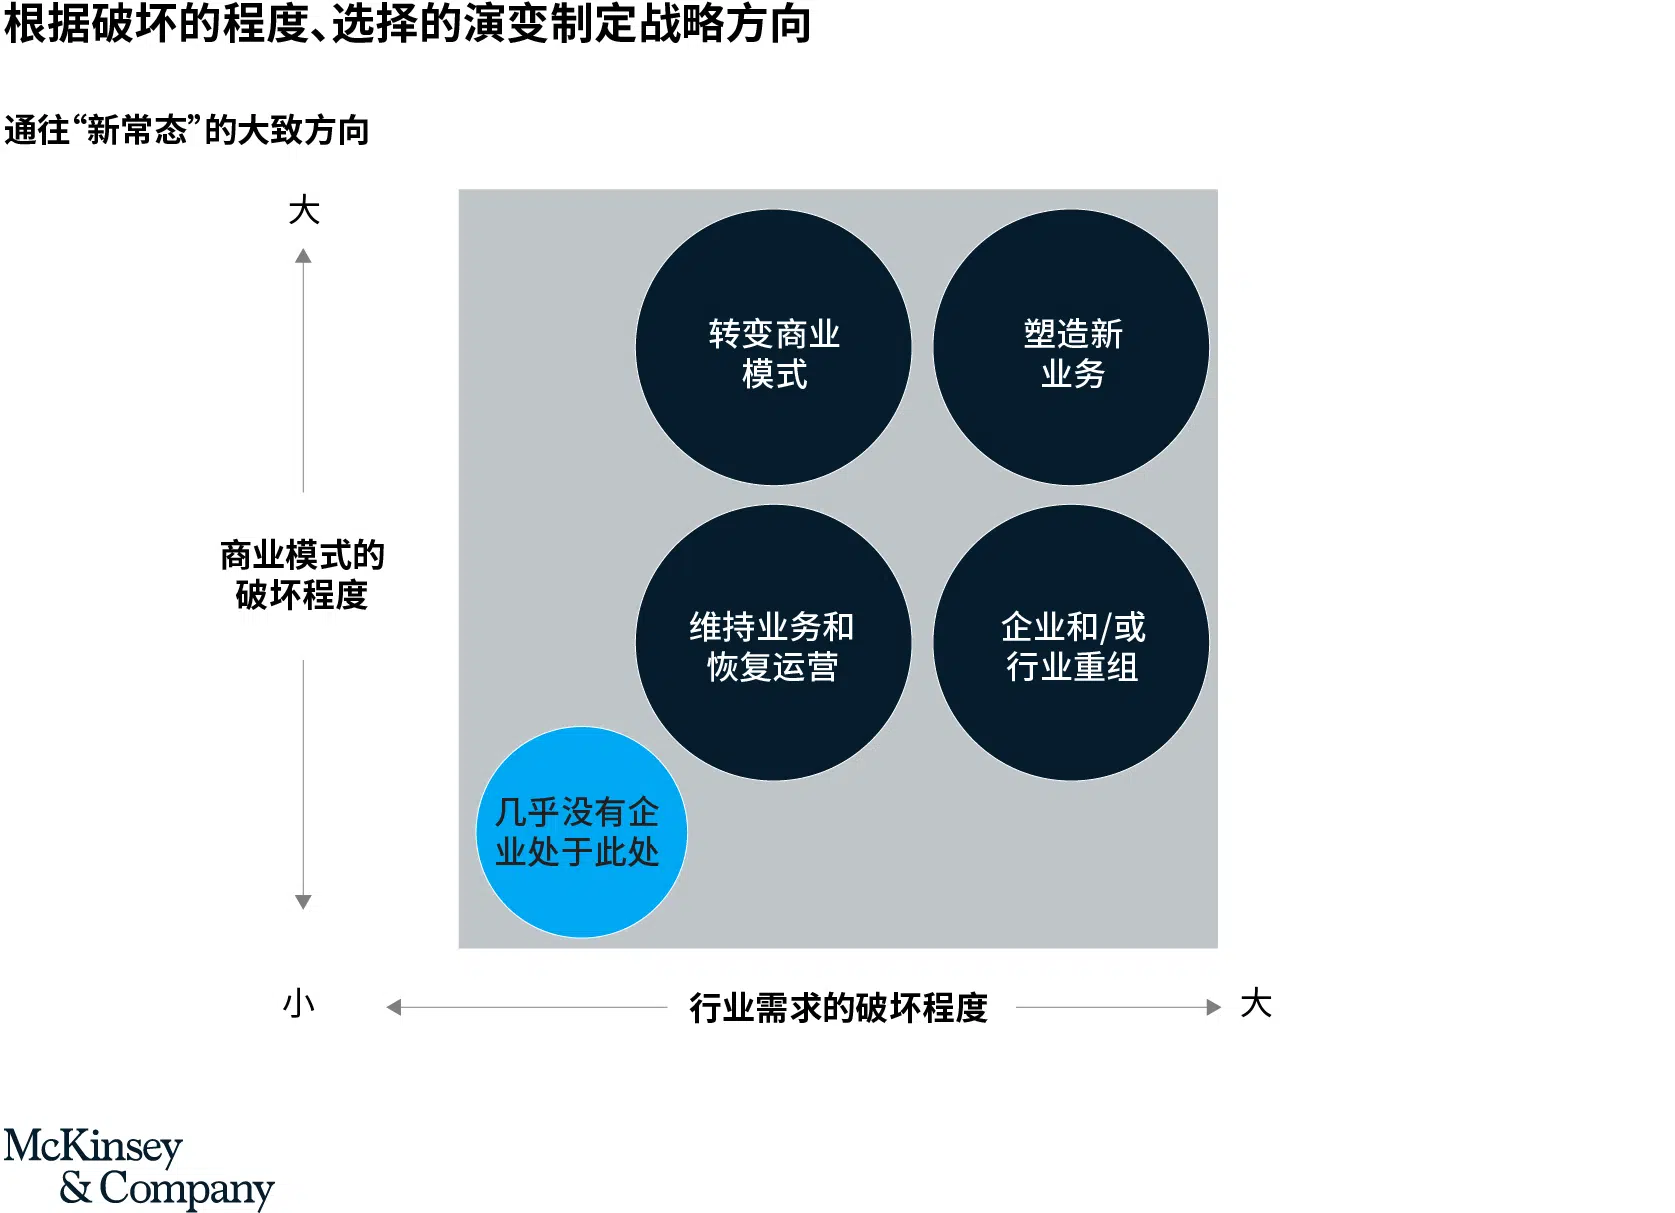 根据破坏的程度、选择的演变制定战略方向
通往“新常态”的大致方向
大
转变商业
模式
塑造新
业务
商业模式的
破坏程度
维持业务和
恢复运营
企业和/或
行业重组
几乎没有企
业处于此处
小
行业需求的破坏程度
大
McKinsey
& Company